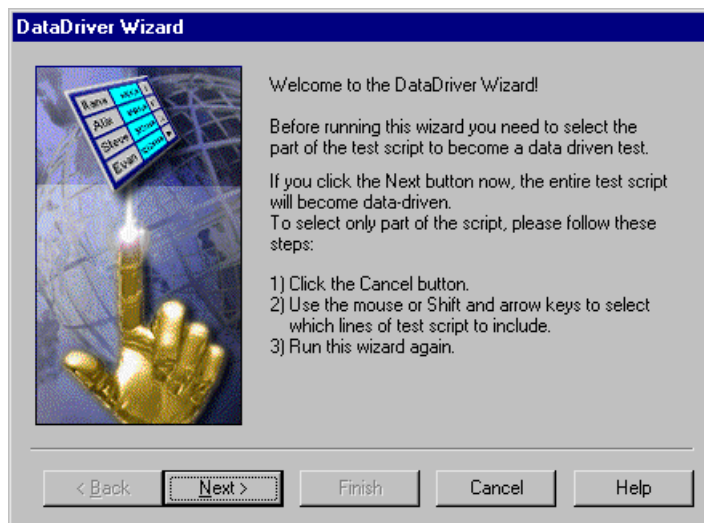 DataDriver Wizard
Welcome to the DataDriver Wizard!
Before running this wizard you need to select the
part of the test script to become a data driven test.
If you click the Next button now, the entire test script
will become data-driven.
To select only part of the script, please follow these
steps:
1) Click the Cancel button.
2) Use the mouse or Shift and arrow keys to select
which lines of test script to include.
3) Run this wizard again.
Alix
Steve
Evan
< Back
Next >
Finish
Cancel
Help